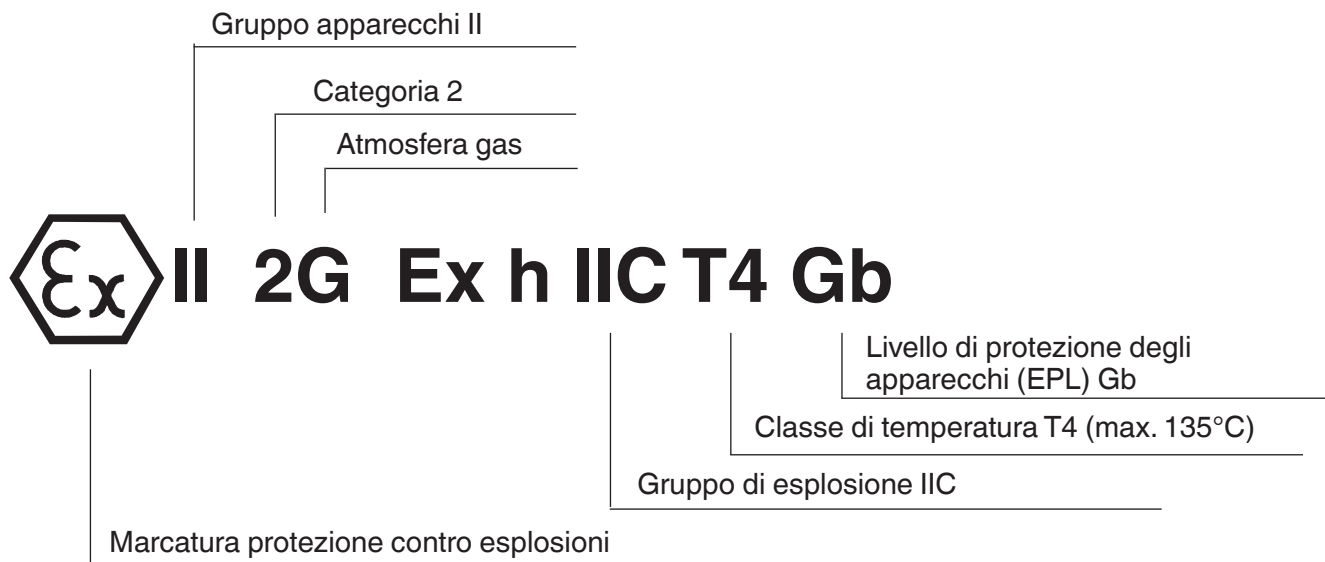 Gruppo apparecchi II
Categoria 2
Atmosfera gas
Ex II 2G Ex h IIC T4 Gb
Livello di protezione degli
apparecchi (EPL) Gb
Classe di temperatura T4 (max. 135°C)
Gruppo di esplosione IIC
Marcatura protezione contro esplosioni